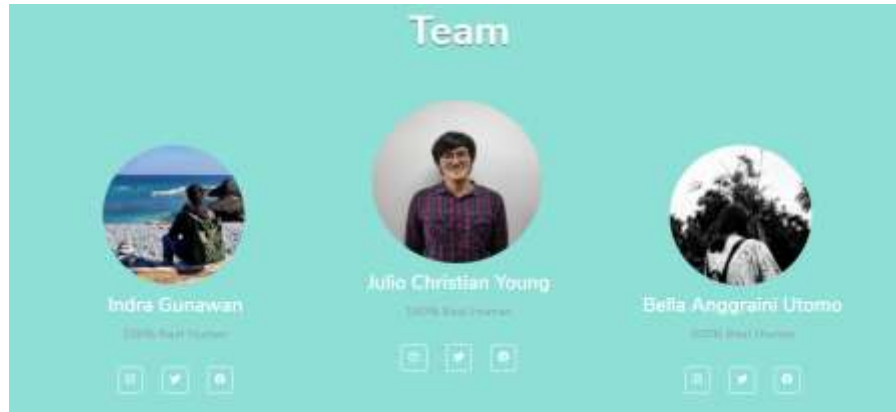 Team
Indra Gunawan
100% Real Human
Julio Christian Young
100% Real Human
Bella Anggraini Utomo
100% Real Human